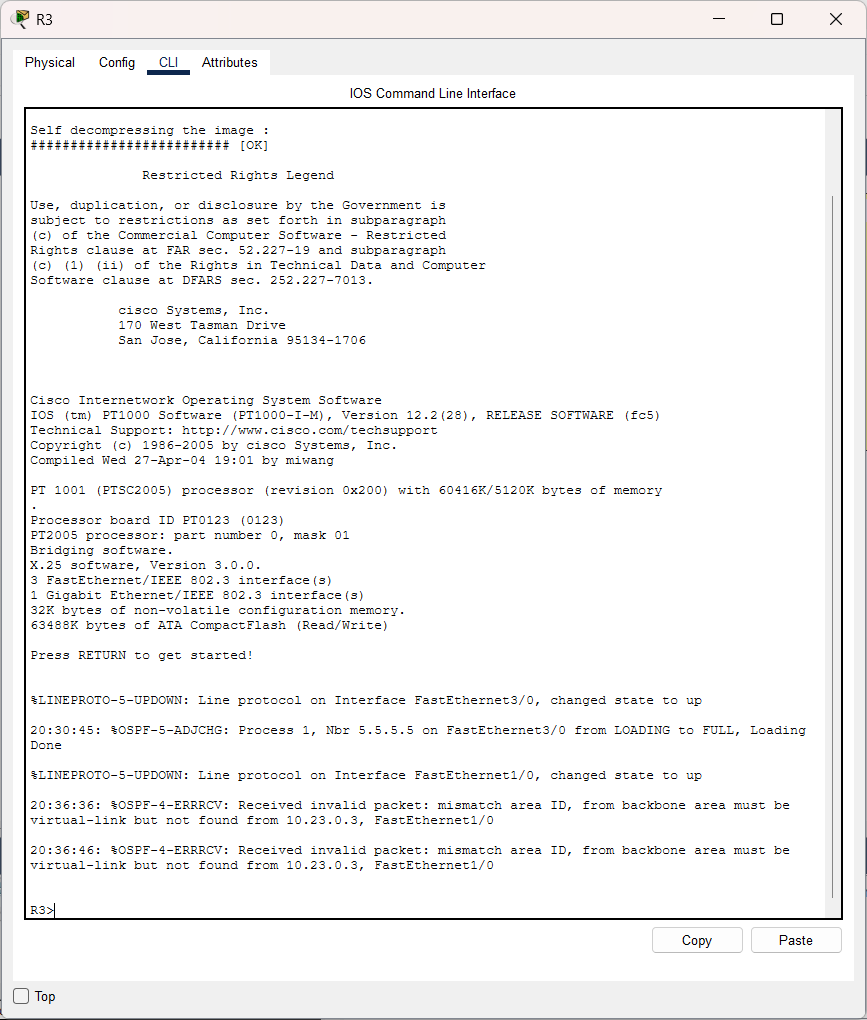 R3
Physical Config CLI Attributes
IOS Command Line Interface
Self decompressing the image :
######################### [OK]
Restricted Rights Legend
Use, duplication, or disclosure by the Government is
subject to restrictions as set forth in subparagraph
(c) of the Commercial Computer Software - Restricted
Rights clause at FAR sec. 52.227-19 and subparagraph
(c) (1) (ii) of the Rights in Technical Data and Computer
Software clause at DFARS sec. 252.227-7013.
cisco Systems, Inc.
170 West Tasman Drive
San Jose, California 95134-1706
Cisco Internetwork Operating System Software
IOS (tm) PT1000 Software (PT1000-I-M), Version 12.2(28), RELEASE SOFTWARE (fc5)
Technical Support: http://www.cisco.com/techsupport
Copyright (c) 1986-2005 by cisco Systems, Inc.
Compiled Wed 27-Apr-04 19:01 by miwang
PT 1001 (PTSC2005) processor (revision 0x200) with 60416K/5120K bytes of memory
.
Processor board ID PT0123 (0123)
PT2005 processor: part number 0, mask 01
Bridging software.
X.25 software, Version 3.0.0.
3 FastEthernet/IEEE 802.3 interface(s)
1 Gigabit Ethernet/IEEE 802.3 interface(s)
32K bytes of non-volatile configuration memory.
63488K bytes of ATA CompactFlash (Read/Write)
Press RETURN to get started!
%LINEPROTO-5-UPDOWN: Line protocol on Interface FastEthernet3/0, changed state to up
20:30:45: %OSPF-5-ADJCHG: Process 1, Nbr 5.5.5.5 on FastEthernet3/0 from LOADING to FULL, Loading
Done
%LINEPROTO-5-UPDOWN: Line protocol on Interface FastEthernet1/0, changed state to up
20:36:36: %OSPF-4-ERRRCV: Received invalid packet: mismatch area ID, from backbone area must be
virtual-link but not found from 10.23.0.3, FastEthernet1/0
20:36:46: %OSPF-4-ERRRCV: Received invalid packet: mismatch area ID, from backbone area must be
virtual-link but not found from 10.23.0.3, FastEthernet1/0
R3>
Copy Paste
Top